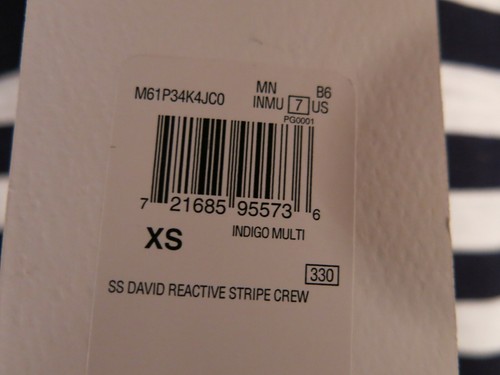 M61P34K4JC0
MN B6
INMU 7 US
PG0001
7 21685 95573 6
XS
INDIGO MULTI
330
SS DAVID REACTIVE STRIPE CREW